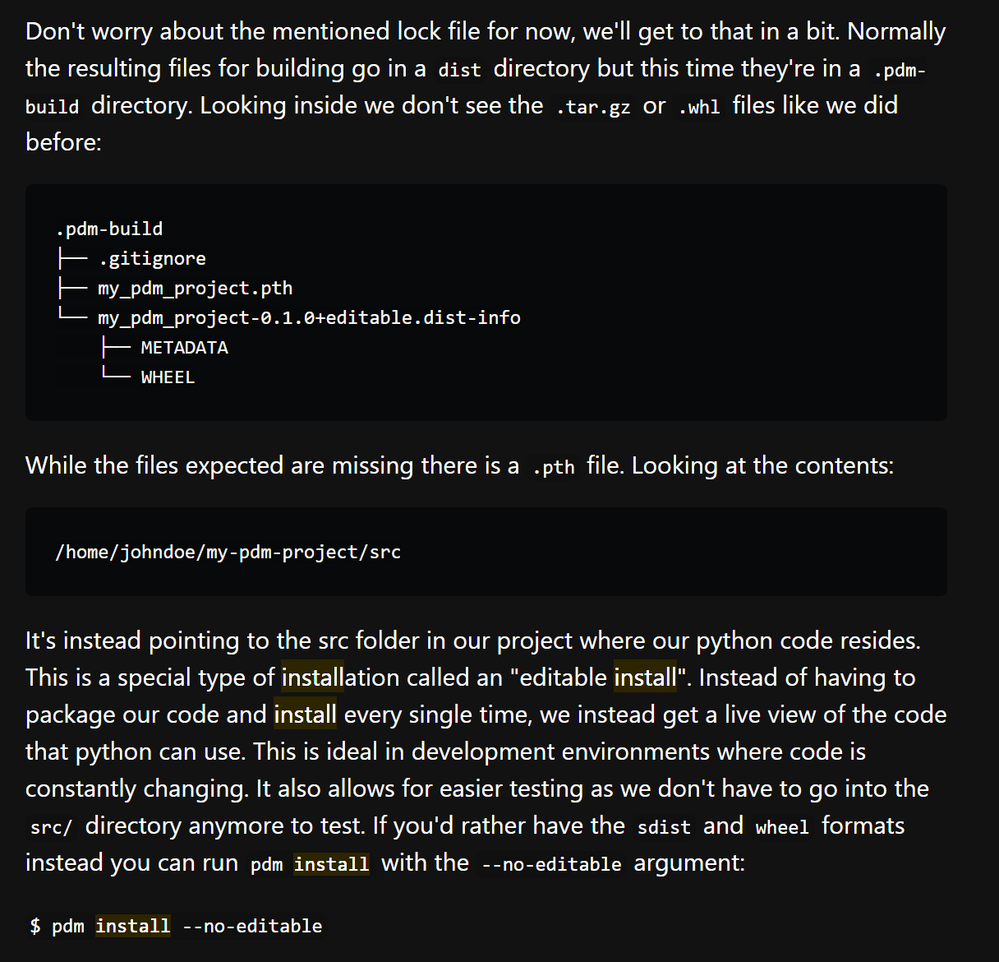 Don't worry about the mentioned lock file for now, we'll get to that in a bit. Normally
the resulting files for building go in a dist directory but this time they're in a .pdm-
build directory. Looking inside we don't see the .tar.gz or .whl files like we did
before:
.pdm-build
├── .gitignore
├── my_pdm_project.pth
└── my_pdm_project-0.1.0+editable.dist-info
    ├── METADATA
    └── WHEEL
While the files expected are missing there is a .pth file. Looking at the contents:
/home/johndoe/my-pdm-project/src
It's instead pointing to the src folder in our project where our python code resides.
This is a special type of installation called an "editable install". Instead of having to
package our code and install every single time, we instead get a live view of the code
that python can use. This is ideal in development environments where code is
constantly changing. It also allows for easier testing as we don't have to go into the
src/ directory anymore to test. If you'd rather have the sdist and wheel formats
instead you can run pdm install with the --no-editable argument:
$ pdm install --no-editable